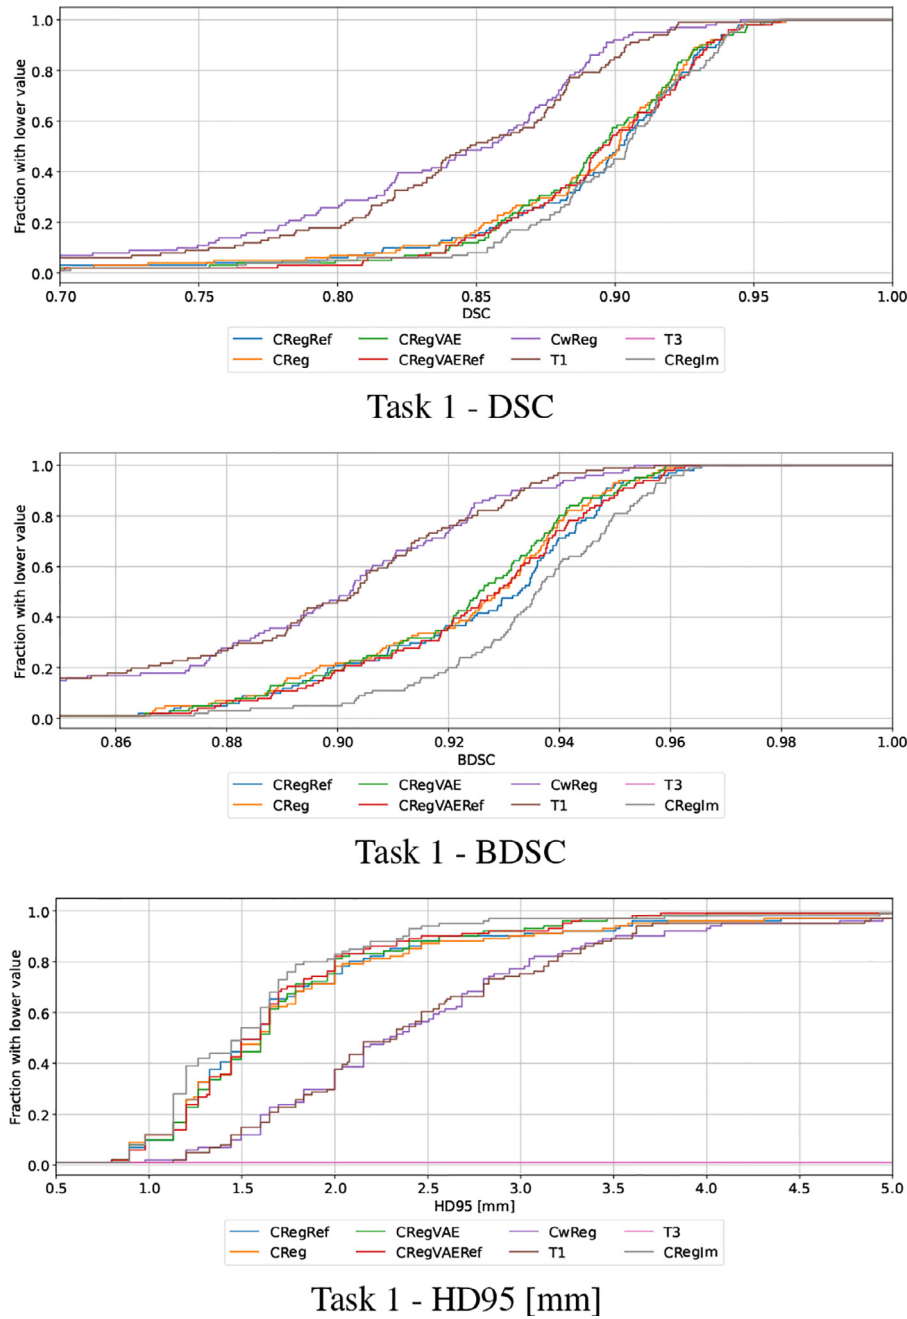 1.0
0.8
0.6
0.4
0.2
0.0
Fraction with lower value
0.70 0.75 0.80 0.85 0.90 0.95 1.00
DSC
CRegRef CRegVAE CwReg T3
CReg CRegVAERef T1 CRegIm
Task 1 - DSC
1.0
0.8
0.6
0.4
0.2
0.0
Fraction with lower value
0.86 0.88 0.90 0.92 0.94 0.96 0.98 1.00
BDSC
CRegRef CRegVAE CwReg T3
CReg CRegVAERef T1 CRegIm
Task 1 - BDSC
1.0
0.8
0.6
0.4
0.2
0.0
Fraction with lower value
0.5 1.0 1.5 2.0 2.5 3.0 3.5 4.0 4.5 5.0
HD95 [mm]
CRegRef CRegVAE CwReg T3
CReg CRegVAERef T1 CRegIm
Task 1 - HD95 [mm]